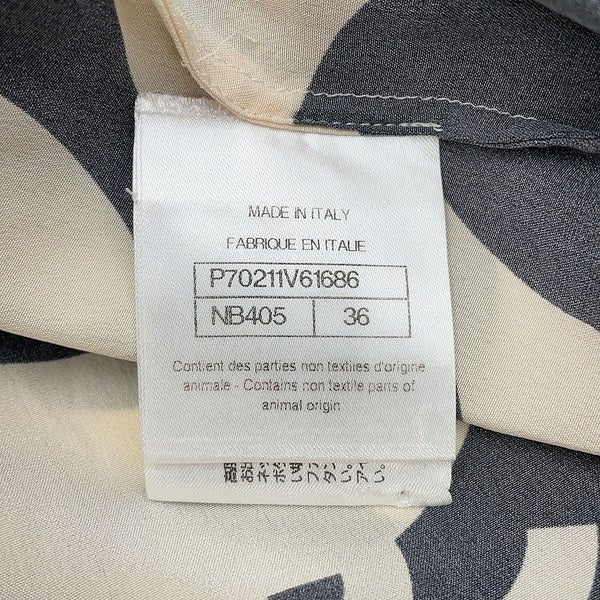 MADE IN ITALY
FABRIQUE EN ITALIE
P70211V61686
NB405 36
Contient des parties non textiles d'origine
animale - Contains non textile parts of
animal origin